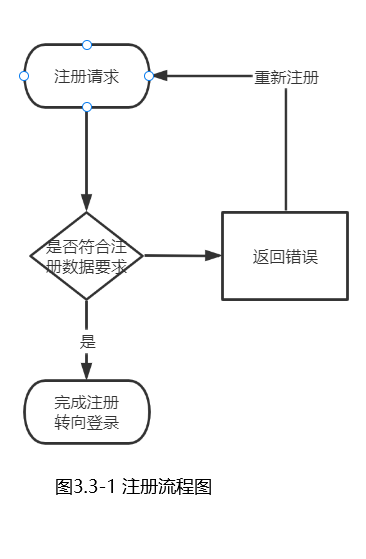 注册请求
重新注册
是否符合注
册数据要求
返回错误
是
完成注册
转向登录
图3.3-1 注册流程图